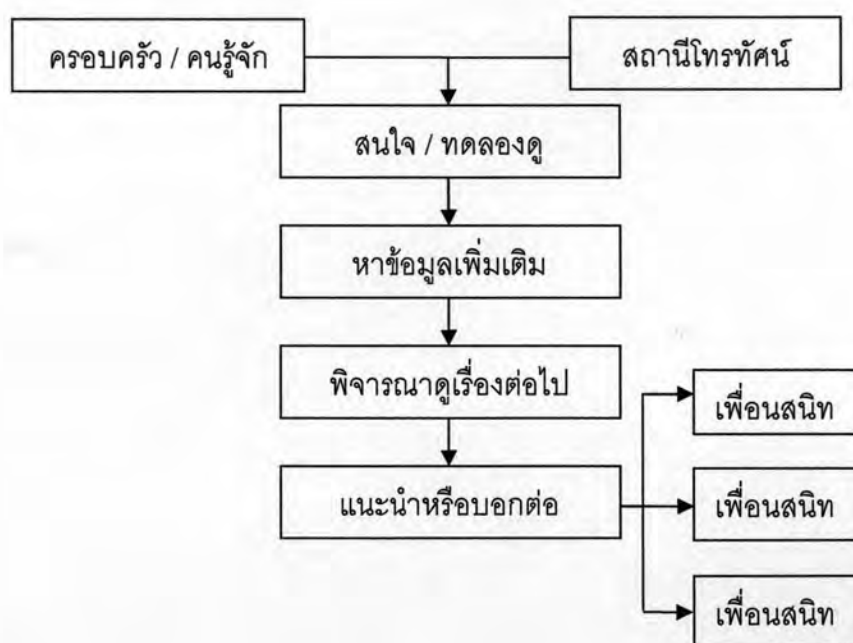 ครอบครัว / คนรู้จัก
สถานีโทรทัศน์
สนใจ / ทดลองดู
หาข้อมูลเพิ่มเติม
พิจารณาดูเรื่องต่อไป
เพื่อนสนิท
แนะนำหรือบอกต่อ
เพื่อนสนิท
เพื่อนสนิท